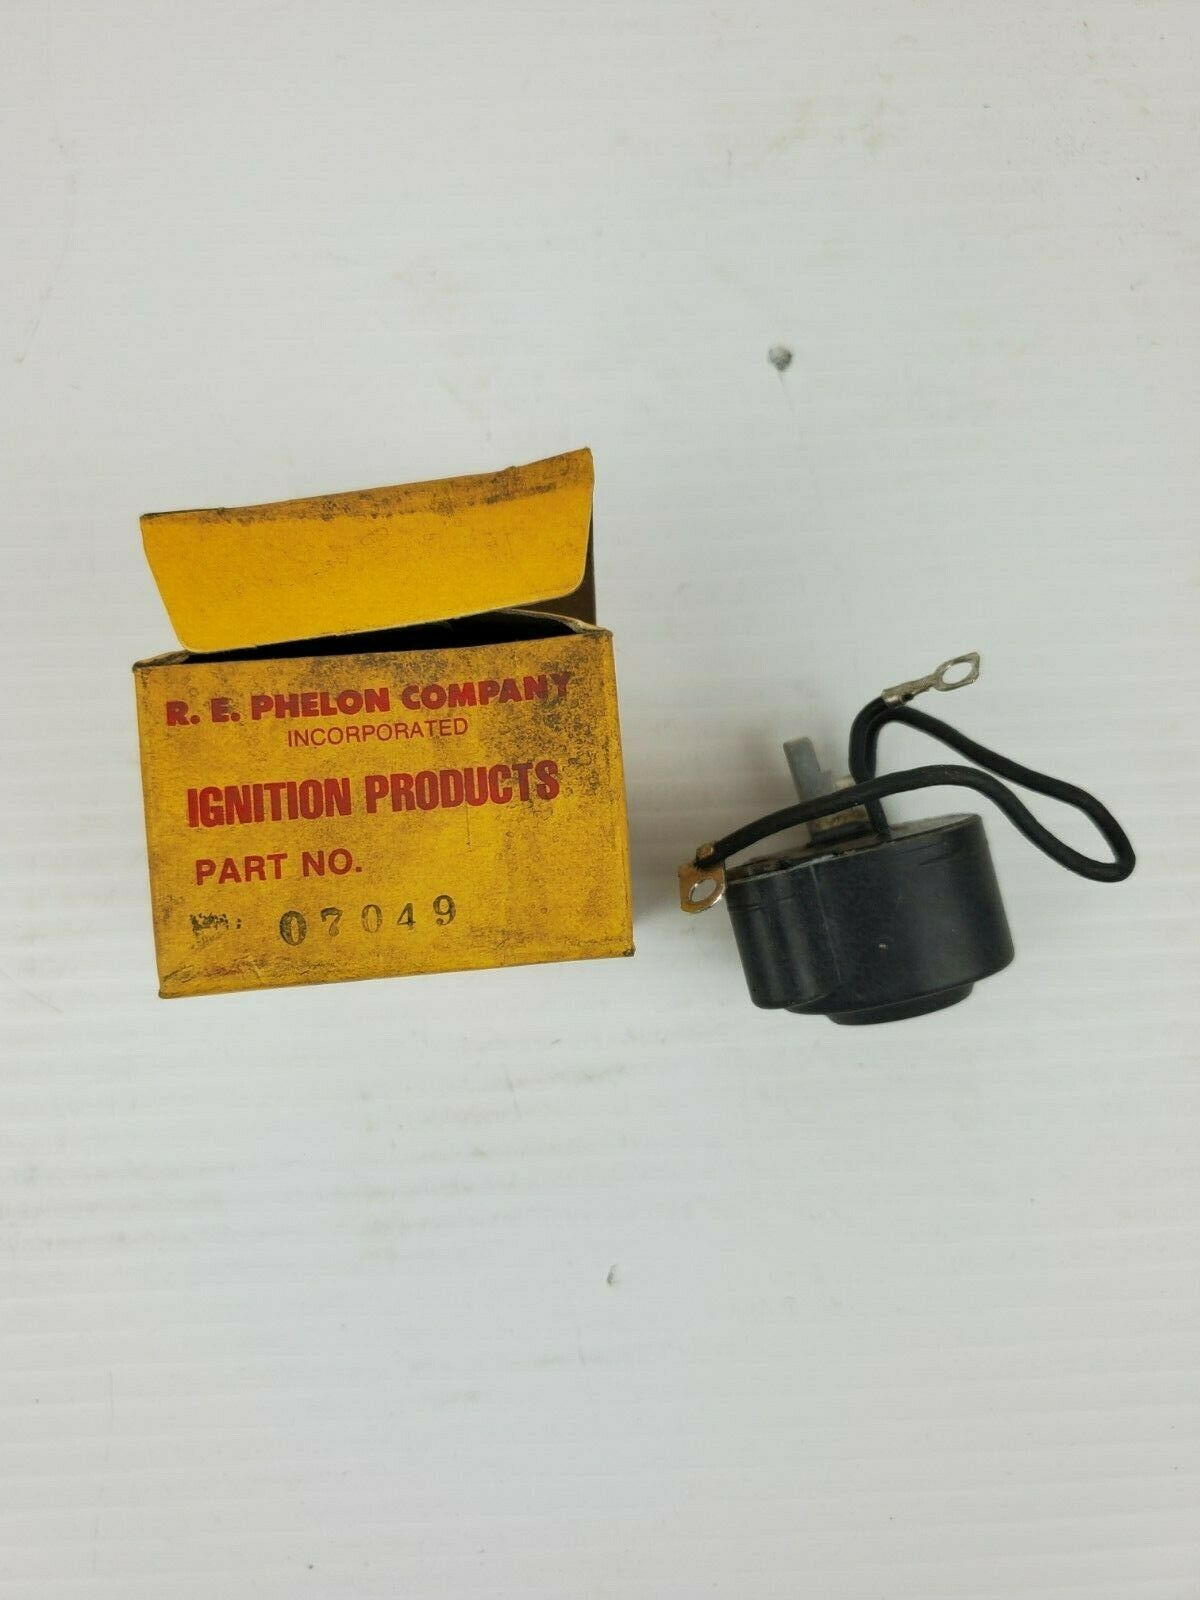 R. E. PHELON COMPANY
INCORPORATED
IGNITION PRODUCTS
PART NO.
07049